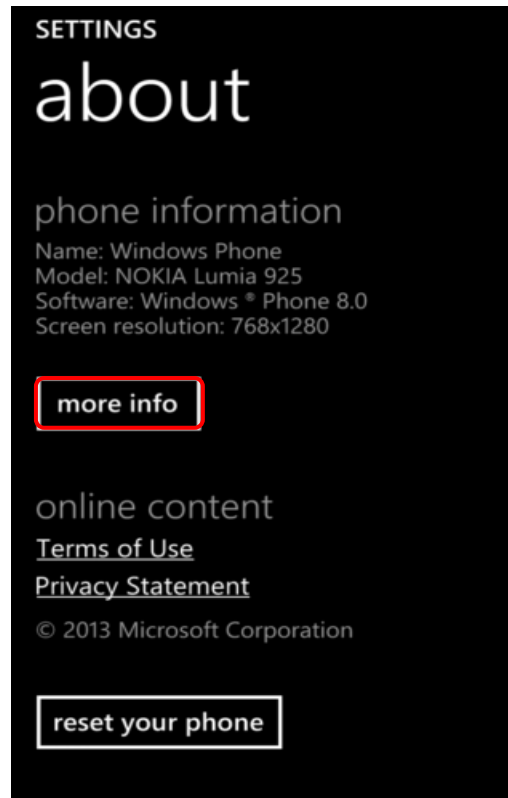 SETTINGS
about
phone information
Name: Windows Phone
Model: NOKIA Lumia 925
Software: Windows ® Phone 8.0
Screen resolution: 768x1280
more info
online content
Terms of Use
Privacy Statement
© 2013 Microsoft Corporation
reset your phone